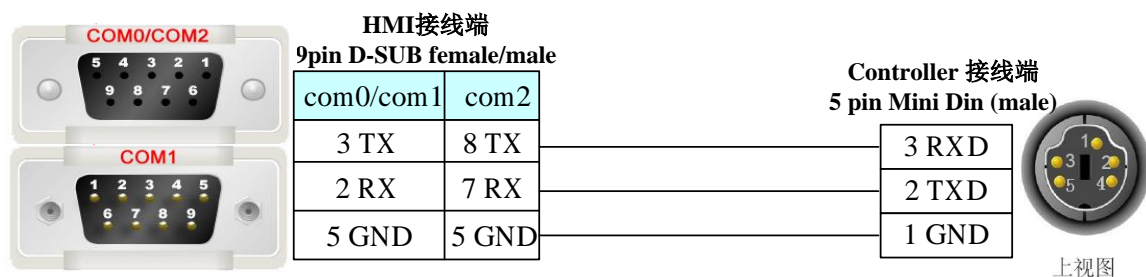 COM0/COM2
5 4 3 2 1
9 8 7 6
COM1
1 2 3 4 5
6 7 8 9
HMI接线端
9pin D-SUB female/male
com0/com1 com2
3 TX 8 TX
2 RX 7 RX
5 GND 5 GND
Controller 接线端
5 pin Mini Din (male)
3 RXD
2 TXD
1 GND
1
3 2
5 4
上视图